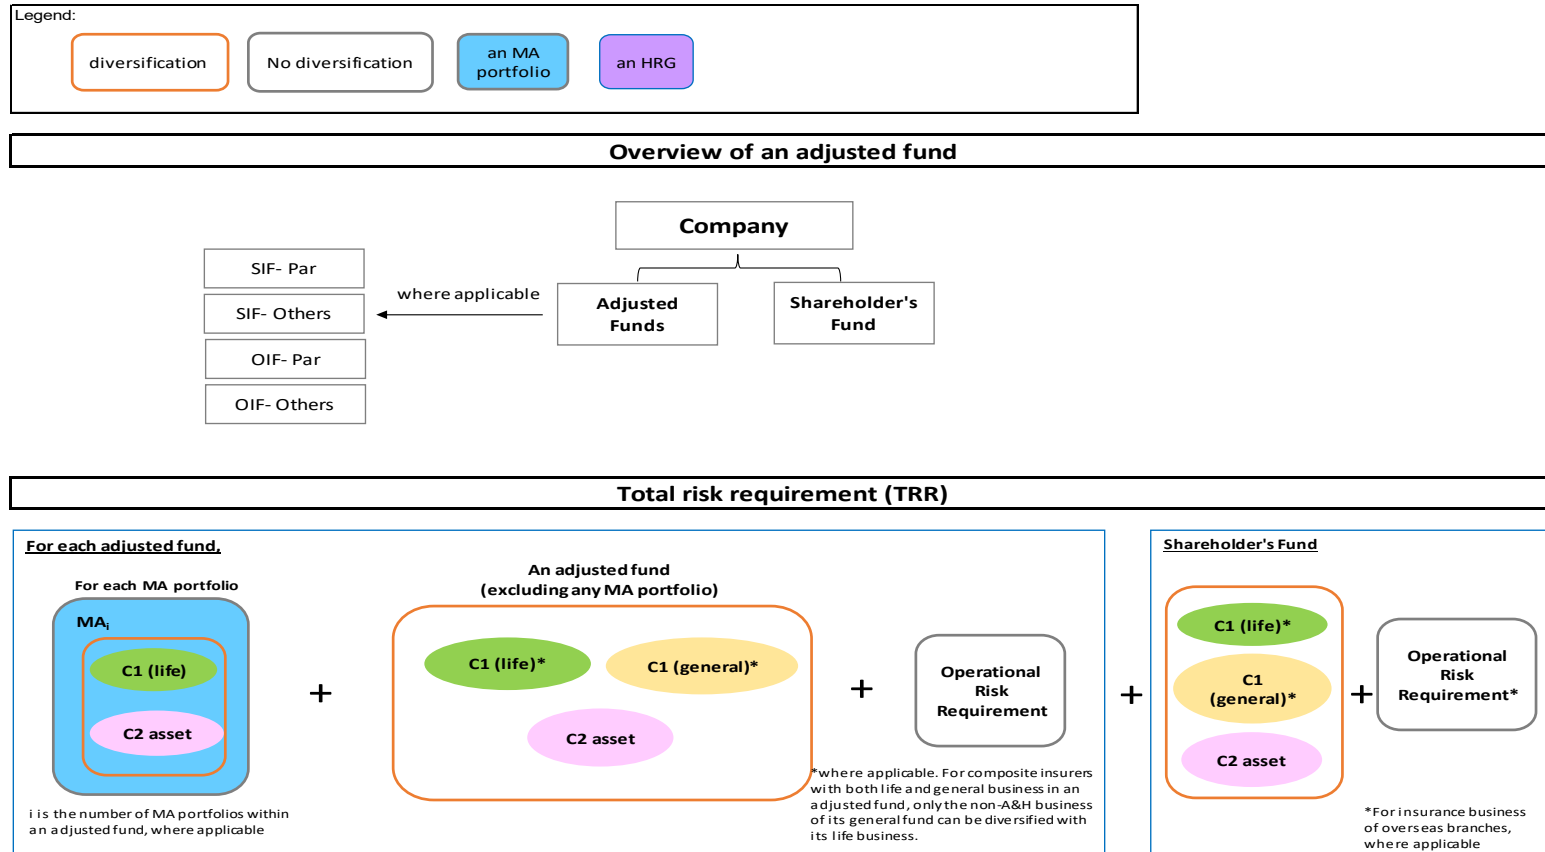 Legend:
diversification
No diversification
an MA
portfolio
an HRG
Overview of an adjusted fund
Company
SIF- Par
SIF- Others
OIF- Par
OIF- Others
where applicable
Adjusted
Funds
Shareholder's
Fund
Total risk requirement (TRR)
For each adjusted fund,
For each MA portfolio
MAi
C1 (life)
C2 asset
i is the number of MA portfolios within
an adjusted fund, where applicable
+
An adjusted fund
(excluding any MA portfolio)
C1 (life)*
C1 (general)*
C2 asset
+
Operational
Risk
Requirement
*where applicable. For composite insurers
with both life and general business in an
adjusted fund, only the non-A&H business
of its general fund can be diversified with
its life business.
+
Shareholder's Fund
C1 (life)*
C1
(general)*
C2 asset
+
Operational
Risk
Requirement*
*For insurance business
of overseas branches,
where applicable